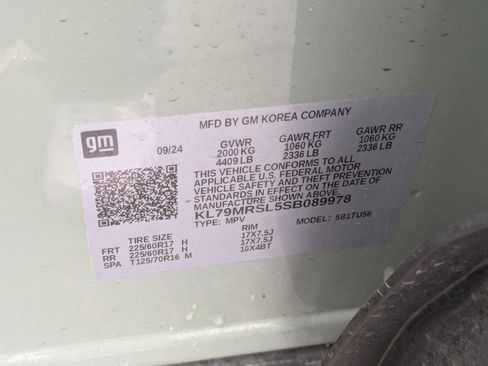 MFD BY GM KOREA COMPANY
gm
09/24
GVWR GAWR FRT GAWR RR
2000 KG 1060 KG 1060 KG
4409 LB 2336 LB 2336 LB
THIS VEHICLE CONFORMS TO ALL
APPLICABLE U.S. FEDERAL MOTOR
VEHICLE SAFETY AND THEFT PREVENTION
STANDARDS IN EFFECT ON THE DATE OF
MANUFACTURE SHOWN ABOVE.
KL79MRSL5SB089978
TYPE: MPV MODEL: 5B1TU56
TIRE SIZE RIM
FRT 225/60R17 H 17X7.5J
RR 225/60R17 H 17X7.5J
SPA T125/70R16 M 16X4BT